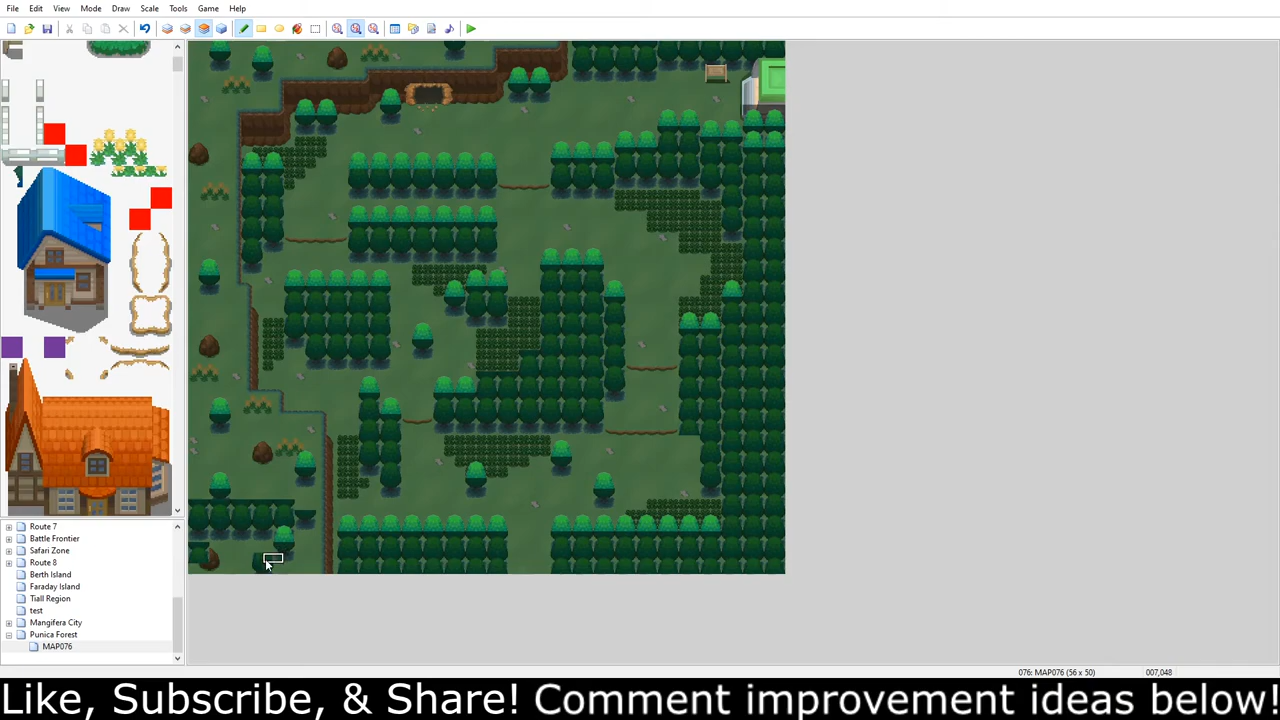 File Edit View Mode Draw Scale Tools Game Help
Route 7
Battle Frontier
Safari Zone
Route 8
Berth Island
Faraday Island
Tiall Region
test
Mangifera City
Punica Forest
MAP076
076: MAP076 (56 x 50) 007,048
Like, Subscribe, & Share! Comment improvement ideas below!